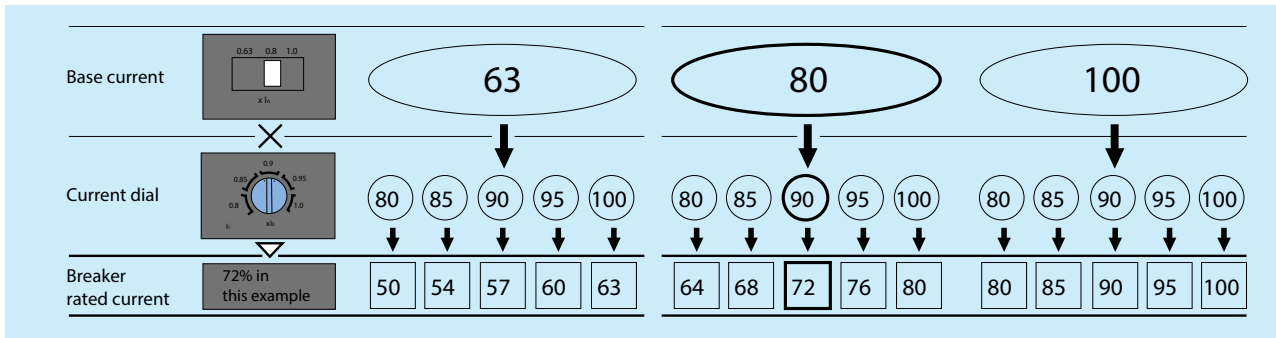 0.63 0.8 1.0
Base current
63
80
100
x In
0.9
0.85
0.95
Current dial
80 85 90 95 100
80 85 90 95 100
80 85 90 95 100
0.8
1.0
xI0
Breaker
rated current
72% in
this example
50 54 57 60 63
64 68 72 76 80
80 85 90 95 100